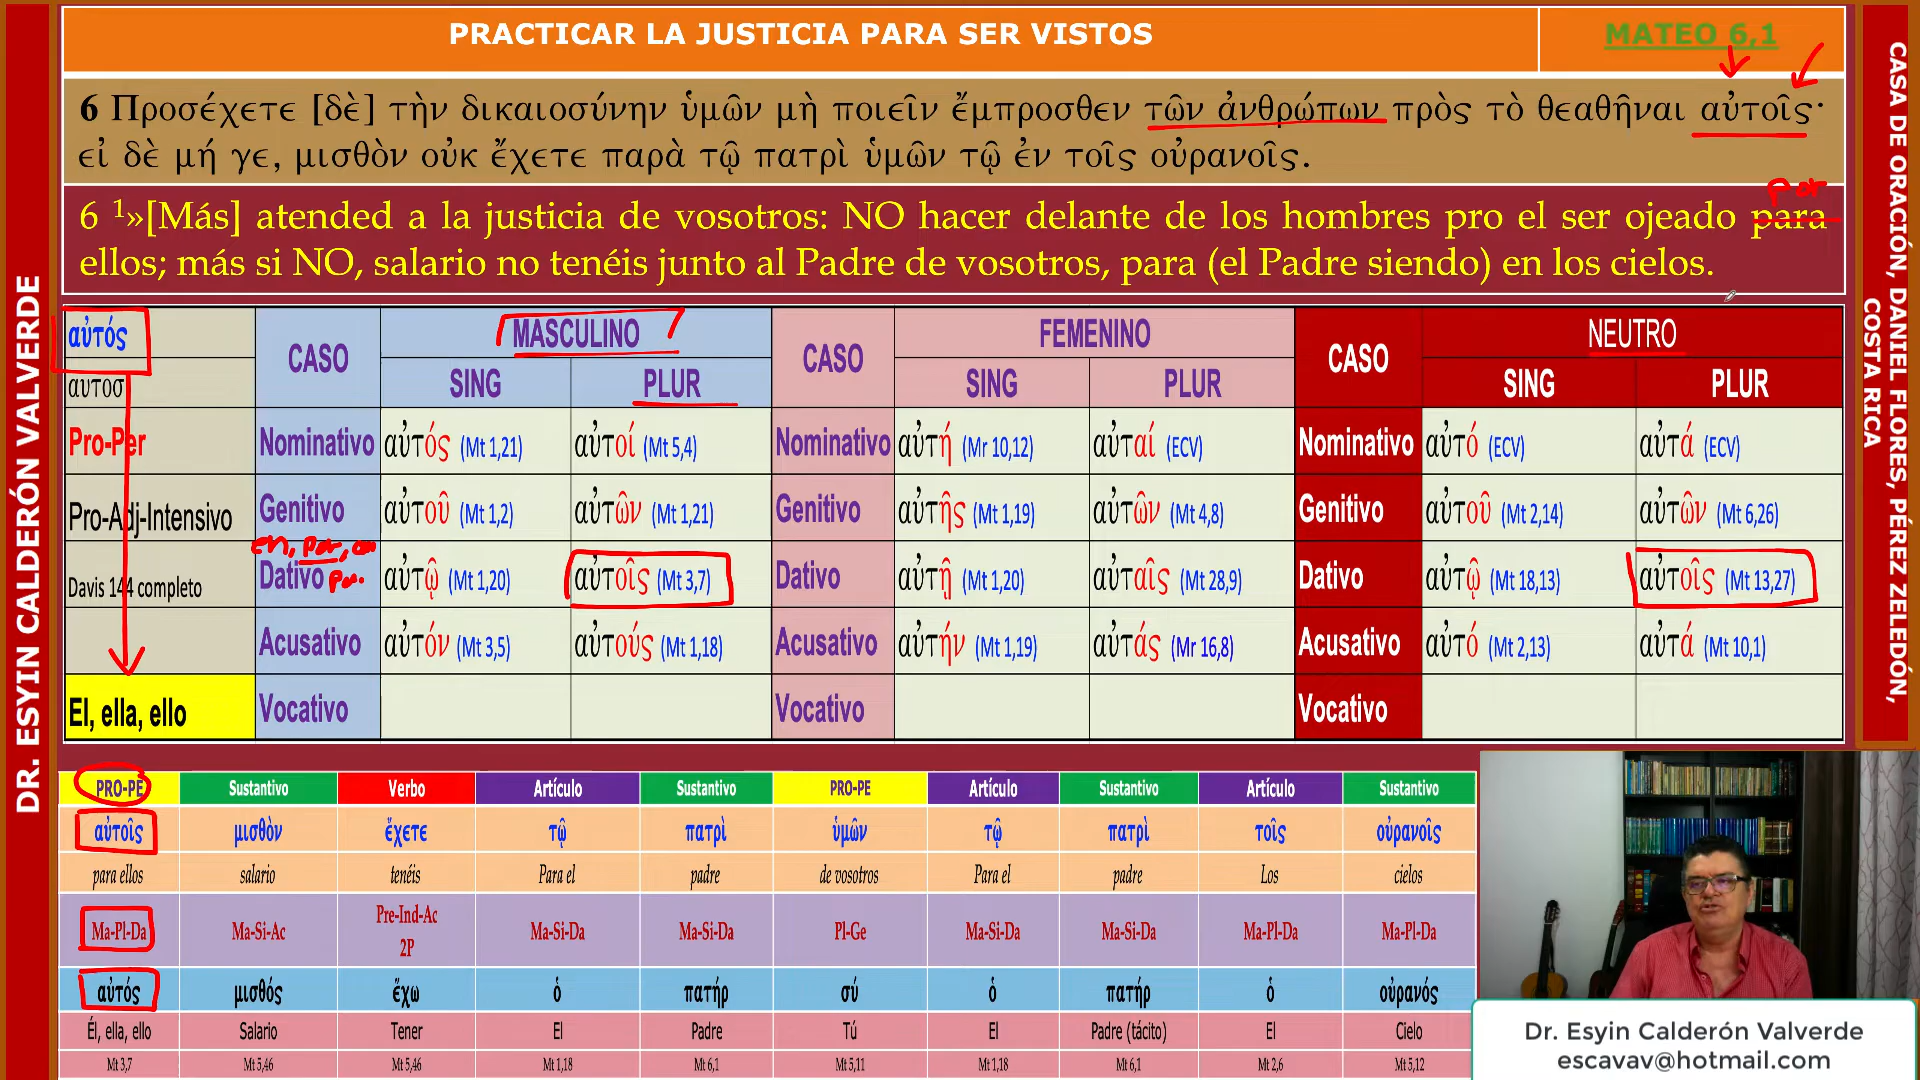 PRACTICAR LA JUSTICIA PARA SER VISTOS
MATEO 6,1
6 Προσέχετε [δὲ] τὴν δικαιοσύνην ὑμῶν μὴ ποιεῖν ἔμπροσθεν τῶν ἀνθρώπων πρὸς τὸ θεαθῆναι αὐτοῖς·
εἰ δὲ μή γε, μισθὸν οὐκ ἔχετε παρὰ τῷ πατρὶ ὑμῶν τῷ ἐν τοῖς οὐρανοῖς.
por
6 ¹»[Más] atended a la justicia de vosotros: NO hacer delante de los hombres pro el ser ojeado para
ellos; más si NO, salario no tenéis junto al Padre de vosotros, para (el Padre siendo) en los cielos.
αὐτός CASO MASCULINO CASO FEMENINO CASO NEUTRO
αυτοσ SING PLUR SING PLUR SING PLUR
Pro-Per Nominativo αὐτός (Mt 1,21) αὐτοί (Mt 5,4) Nominativo αὐτή (Mr 10,12) αὐταί (ECV) Nominativo αὐτό (ECV) αὐτά (ECV)
Pro-Adj-Intensivo Genitivo αὐτοῦ (Mt 1,2) αὐτῶν (Mt 1,21) Genitivo αὐτῆς (Mt 1,19) αὐτῶν (Mt 4,8) Genitivo αὐτοῦ (Mt 2,14) αὐτῶν (Mt 6,26)
en, por, con
Davis 144 completo Dativo αὐτῷ (Mt 1,20) αὐτοῖς (Mt 3,7) Dativo αὐτῇ (Mt 1,20) αὐταῖς (Mt 28,9) Dativo αὐτῷ (Mt 18,13) αὐτοῖς (Mt 13,27)
Acusativo αὐτόν (Mt 3,5) αὐτούς (Mt 1,18) Acusativo αὐτήν (Mt 1,19) αὐτάς (Mr 16,8) Acusativo αὐτό (Mt 2,13) αὐτά (Mt 10,1)
El, ella, ello Vocativo Vocativo Vocativo
PRO-PE Sustantivo Verbo Artículo Sustantivo PRO-PE Artículo Sustantivo Artículo Sustantivo
αὐτοῖς μισθὸν ἔχετε τῷ πατρὶ ὑμῶν τῷ πατρὶ τοῖς οὐρανοῖς
para ellos salario tenéis Para el padre de vosotros Para el padre Los cielos
Ma-Pl-Da Ma-Si-Ac Pre-Ind-Ac 2P Ma-Si-Da Ma-Si-Da Pl-Ge Ma-Si-Da Ma-Si-Da Ma-Pl-Da Ma-Pl-Da
αὐτός μισθός ἔχω ὁ πατήρ σύ ὁ πατήρ ὁ οὐρανός
Él, ella, ello Salario Tener El Padre Tú El Padre (tácito) El Cielo
Mt 3,7 Mt 5,46 Mt 5,46 Mt 1,18 Mt 6,1 Mt 5,11 Mt 1,18 Mt 6,1 Mt 2,6 Mt 5,12
DR. ESYIN CALDERÓN VALVERDE
CASA DE ORACIÓN, DANIEL FLORES, PÉREZ ZELEDÓN,
COSTA RICA
Dr. Esyin Calderón Valverde
escavav@hotmail.com